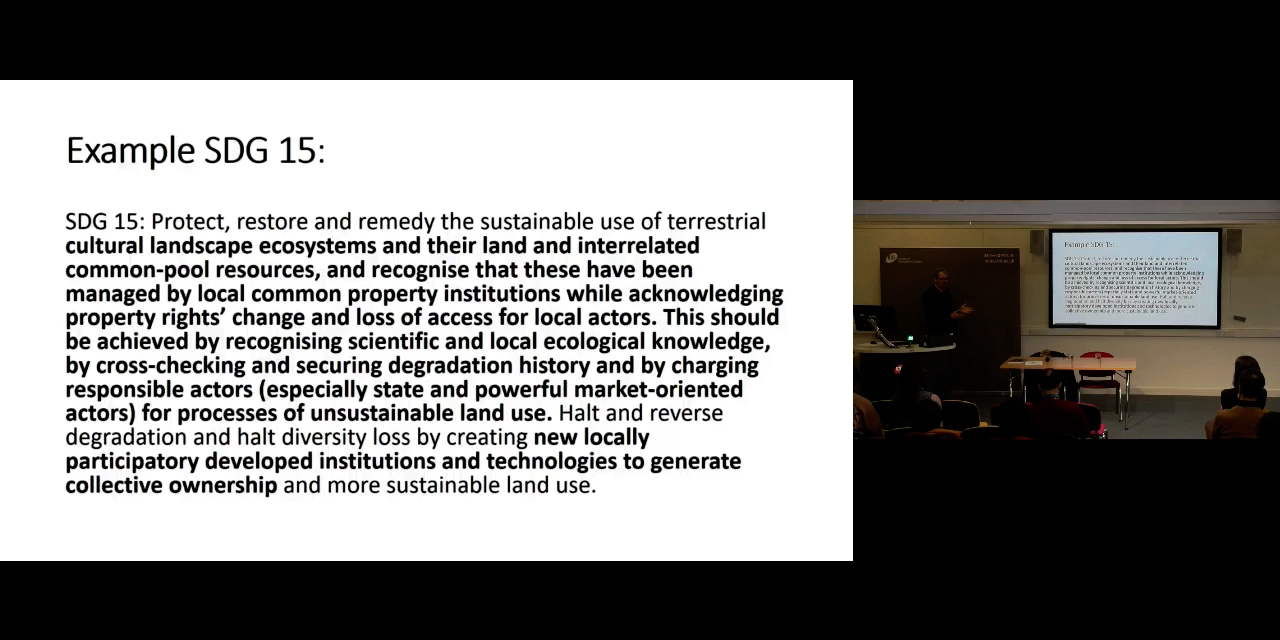 Example SDG 15:
SDG 15: Protect, restore and remedy the sustainable use of terrestrial
cultural landscape ecosystems and their land and interrelated
common-pool resources, and recognise that these have been
managed by local common property institutions while acknowledging
property rights’ change and loss of access for local actors. This should
be achieved by recognising scientific and local ecological knowledge,
by cross-checking and securing degradation history and by charging
responsible actors (especially state and powerful market-oriented
actors) for processes of unsustainable land use. Halt and reverse
degradation and halt diversity loss by creating new locally
participatory developed institutions and technologies to generate
collective ownership and more sustainable land use.
Example SDG 15: